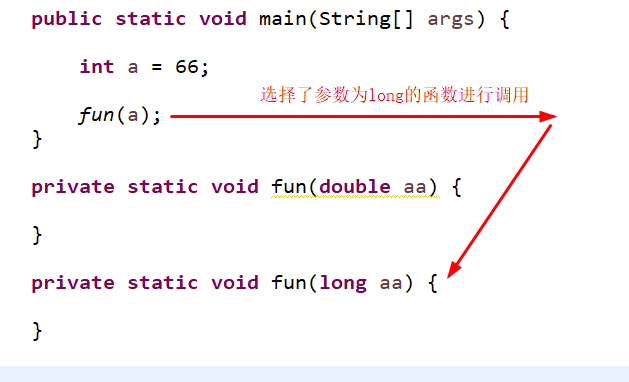 public static void main(String[] args) {
int a = 66;
选择了参数为long的函数进行调用
fun(a);
}
private static void fun(double aa) {
}
private static void fun(long aa) {
}